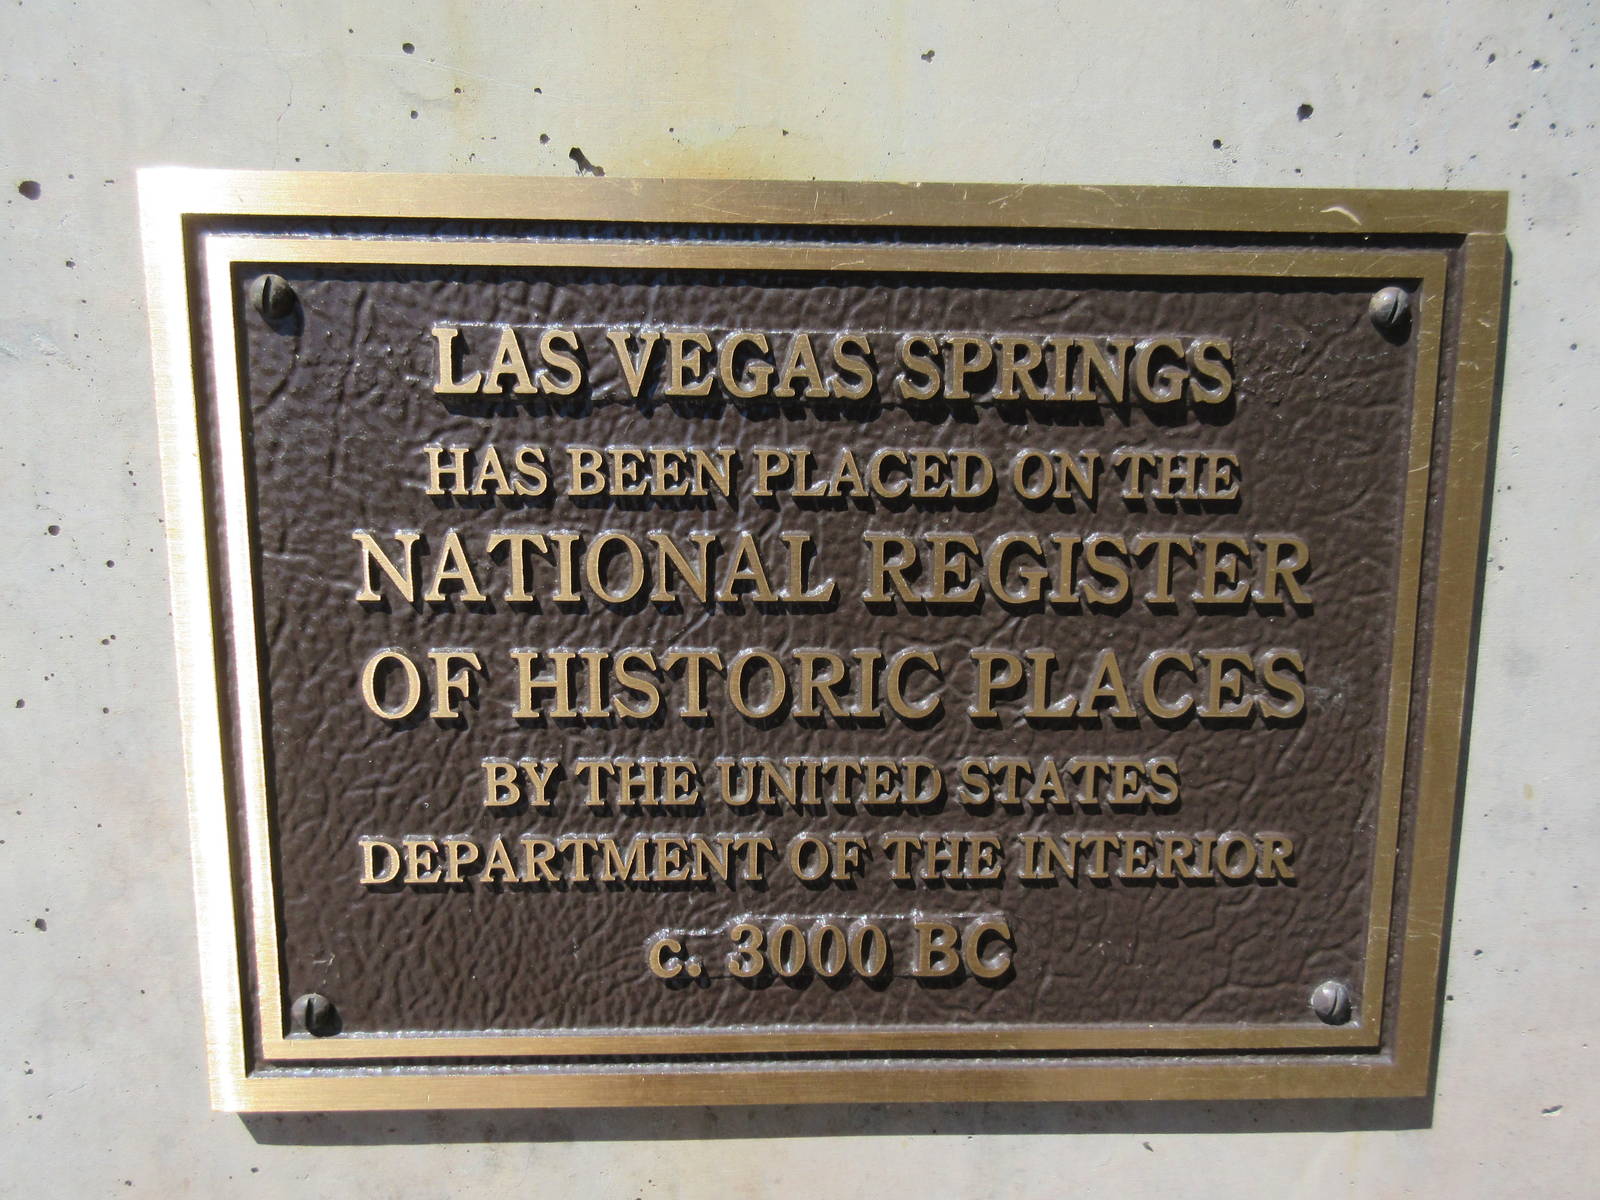 LAS VEGAS SPRINGS
HAS BEEN PLACED ON THE
NATIONAL REGISTER
OF HISTORIC PLACES
BY THE UNITED STATES
DEPARTMENT OF THE INTERIOR
c. 3000 BC